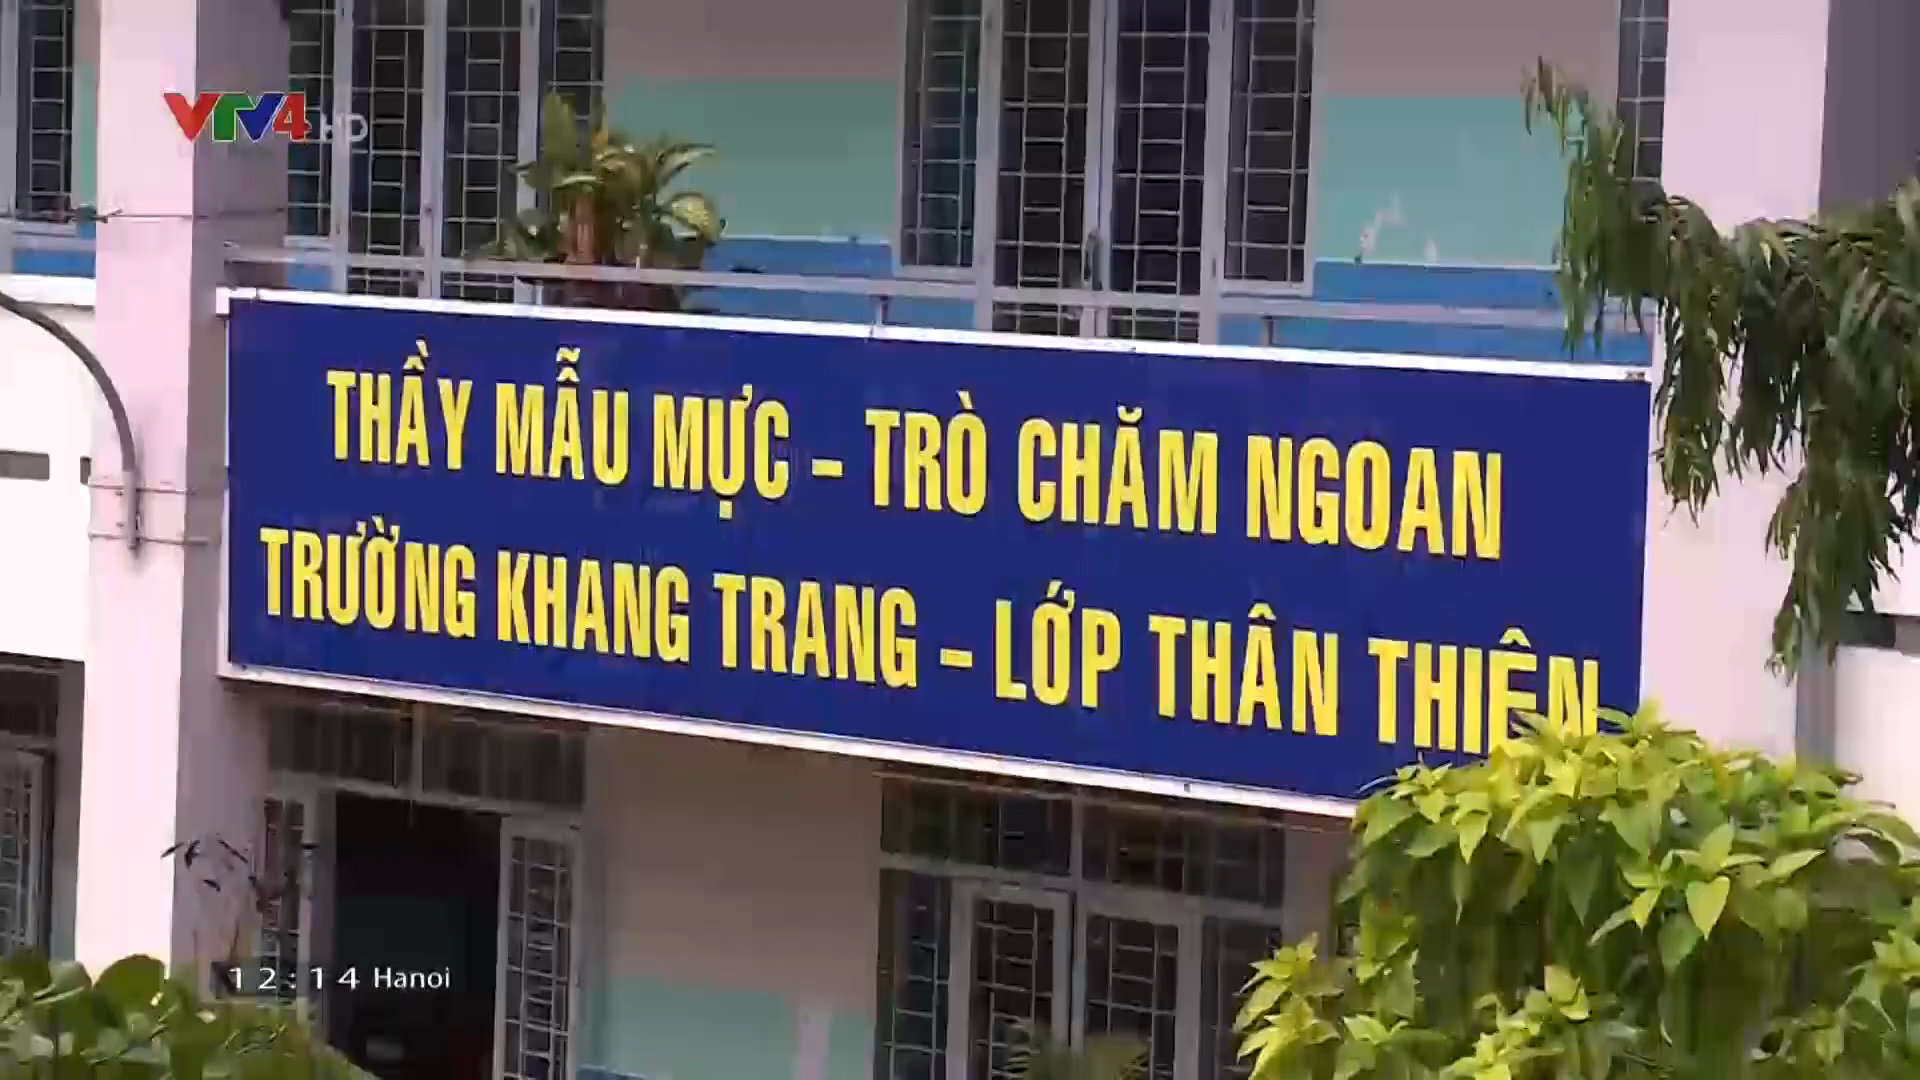 VTV4 HD
THẦY MẪU MỰC – TRÒ CHĂM NGOAN
TRƯỜNG KHANG TRANG – LỚP THÂN THIỆN
12:14 Hanoi